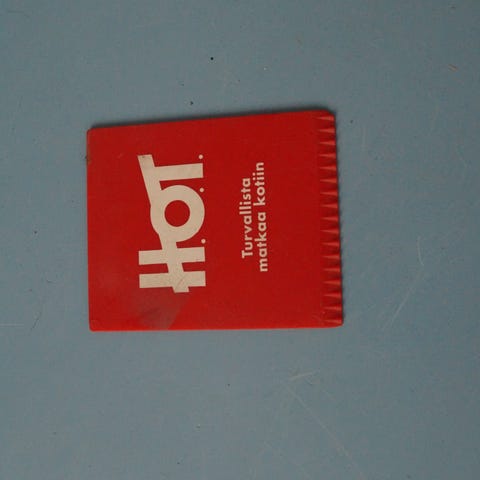 H.O.T.
Turvallista
matkaa kotiin